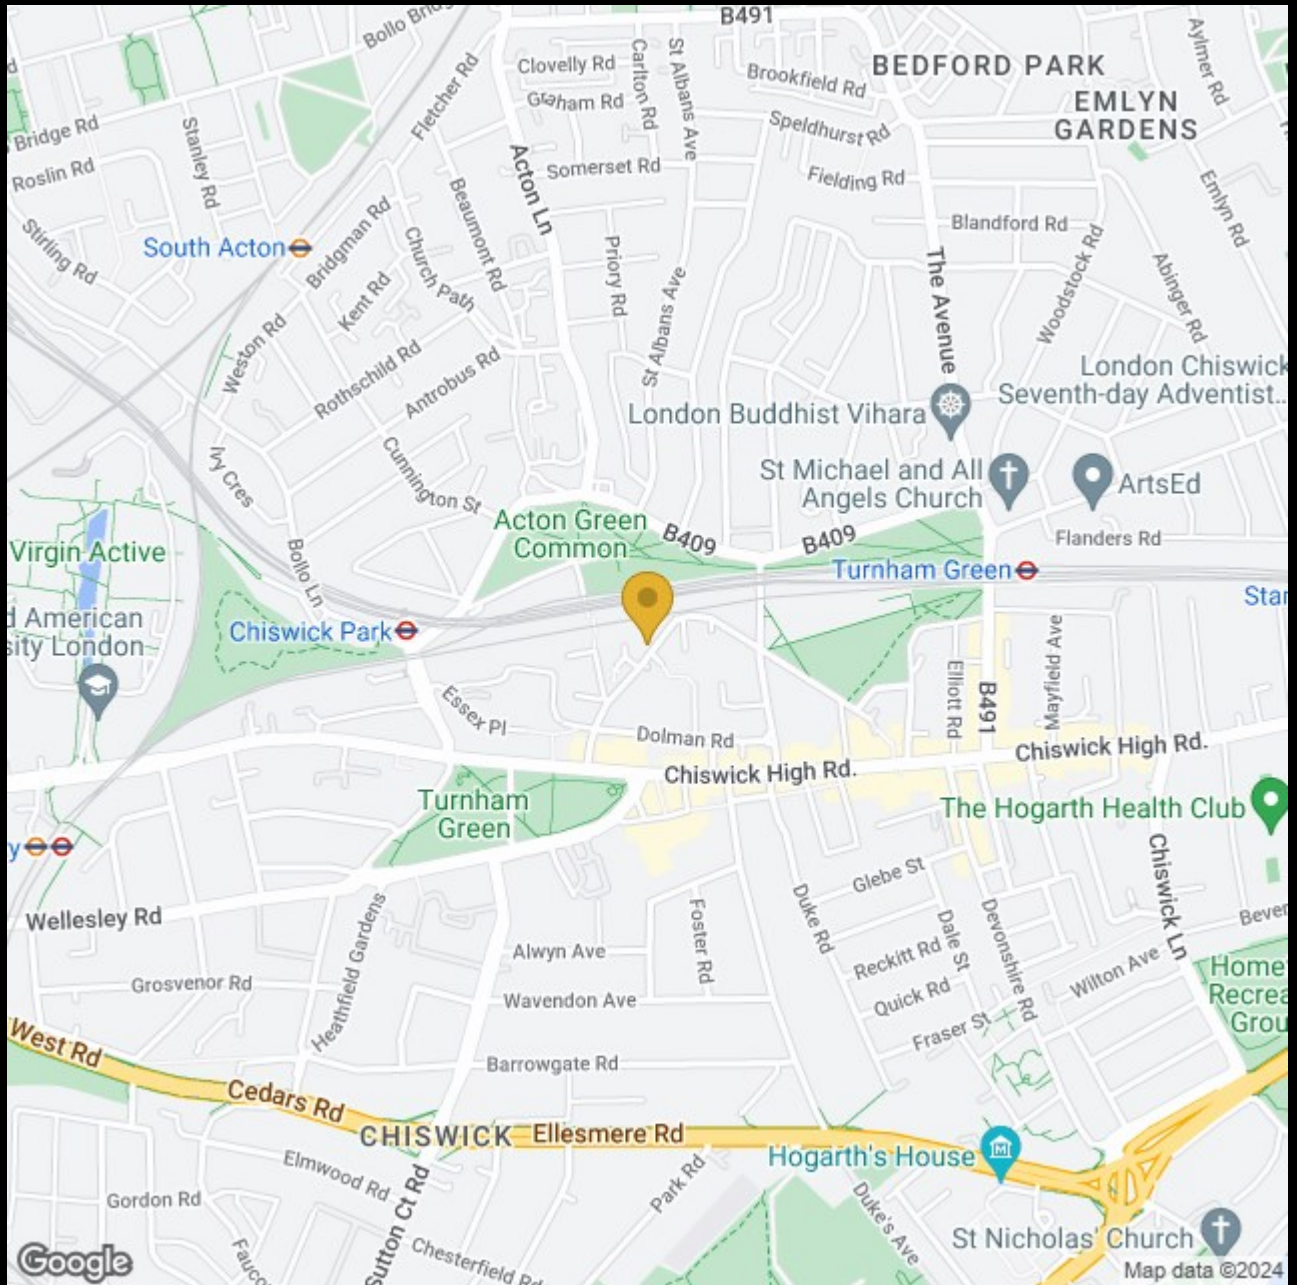 B491
Bollo Bridg
BEDFORD PARK
Aylmer Rd
Clovelly Rd
Carlton Rd
St Albans Ave
Brookfield Rd
EMLYN
GARDENS
Graham Rd
Fletcher Rd
Bridge Rd
Stanley Rd
Speldhurst Rd
Acton Ln
Somerset Rd
Roslin Rd
Fielding Rd
Emlyn Rd
Beaumont Rd
Bridgman Rd
Blandford Rd
Stirling Rd
South Acton
Church Path
Priory Rd
The Avenue
Woodstock Rd
Abinger Rd
Kent Rd
St Albans Ave
Weston Rd
Rothschild Rd
Antrobus Rd
London Chiswick
Seventh-day Adventist...
London Buddhist Vihara
Ivy Cres
Cunnington St
St Michael and All
Angels Church
ArtsEd
Acton Green
Common
B409
B409
Flanders Rd
Virgin Active
Bollo Ln
Turnham Green
Star
d American
sity London
Chiswick Park
Mayfield Ave
Elliott Rd
B491
Essex Pl
Dolman Rd
Chiswick High Rd.
Chiswick High Rd.
Turnham
Green
The Hogarth Health Club
y
Chiswick Ln
Glebe St
Duke Rd
Devonshire Rd
Wellesley Rd
Heathfield Gardens
Foster Rd
Dale St
Bever
Alwyn Ave
Reckitt Rd
Wilton Ave
Home
Recrea
Grou
Grosvenor Rd
Wavendon Ave
Quick Rd
Fraser St
West Rd
Barrowgate Rd
Cedars Rd
CHISWICK
Ellesmere Rd
Hogarth's House
Elmwood Rd
Park Rd
Gordon Rd
Sutton Ct Rd
Duke's Ave
St Nicholas' Church
Fauco
Chesterfield Rd
Google
Map data ©2024